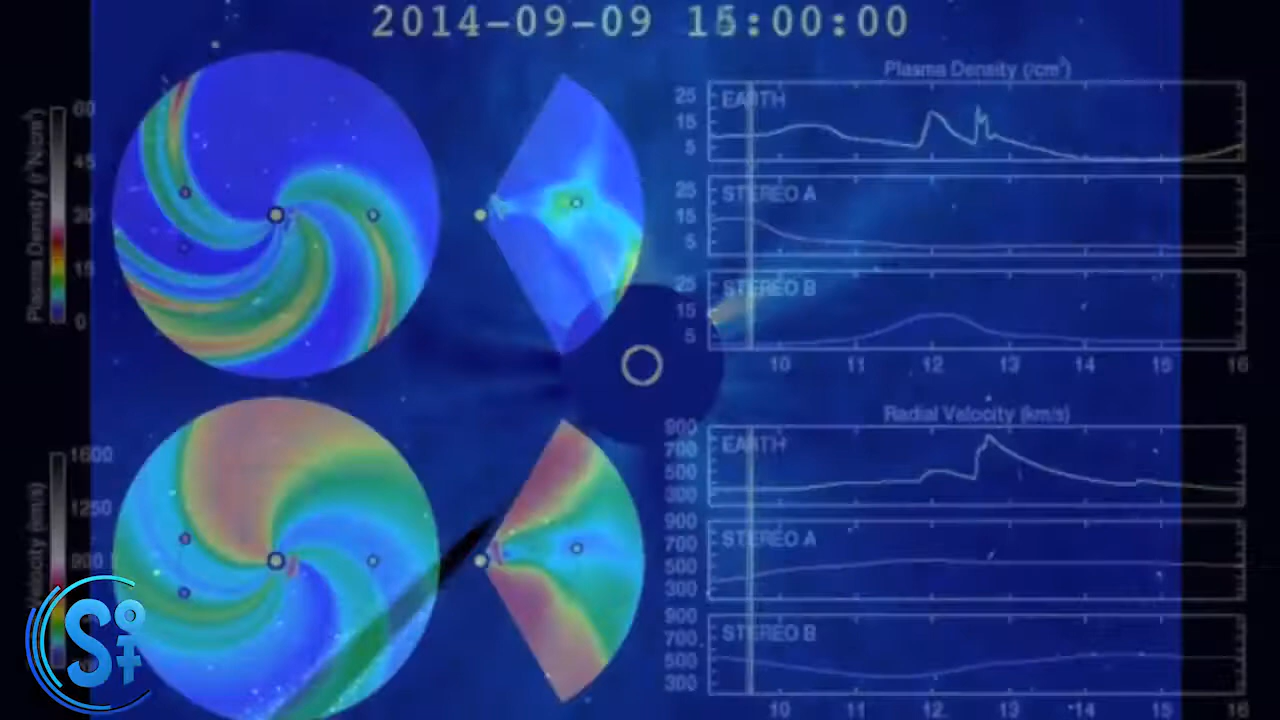 2014-09-09 15:00:00
Plasma Density (r²N/cm³)
60
45
30
15
0
Plasma Density (/cm³)
25
15
5
EARTH
25
15
5
STEREO A
25
15
5
STEREO B
10 11 12 13 14 15 16
Velocity (km/s)
1600
1250
900
Radial Velocity (km/s)
900
700
500
300
EARTH
900
700
500
300
STEREO A
900
700
500
300
STEREO B
10 11 12 13 14 15 16